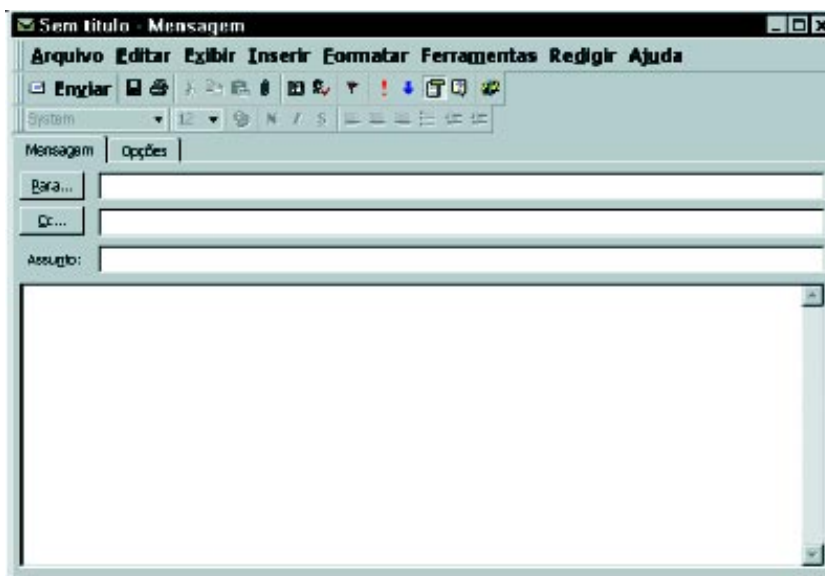 Sem título - Mensagem
Arquivo Editar Exibir Inserir Formatar Ferramentas Redigir Ajuda
Enviar
System 12 N I S
Mensagem Opções
Para...
Cc...
Assunto: